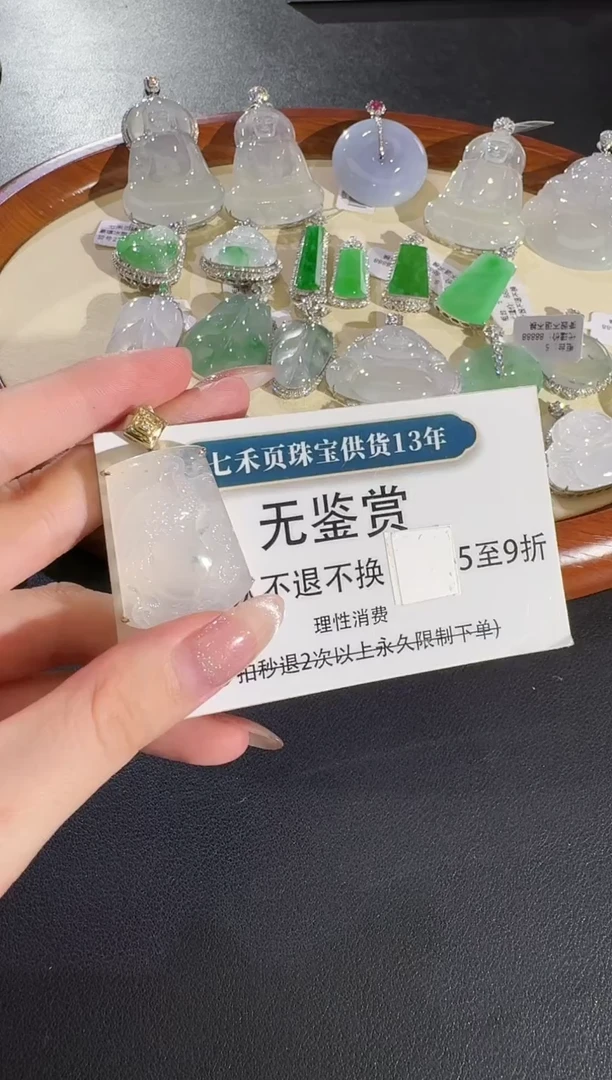 七禾页珠宝供货13年
无鉴赏
不退不换 5至9折
理性消费
拍秒退2次以上永久限制下单)